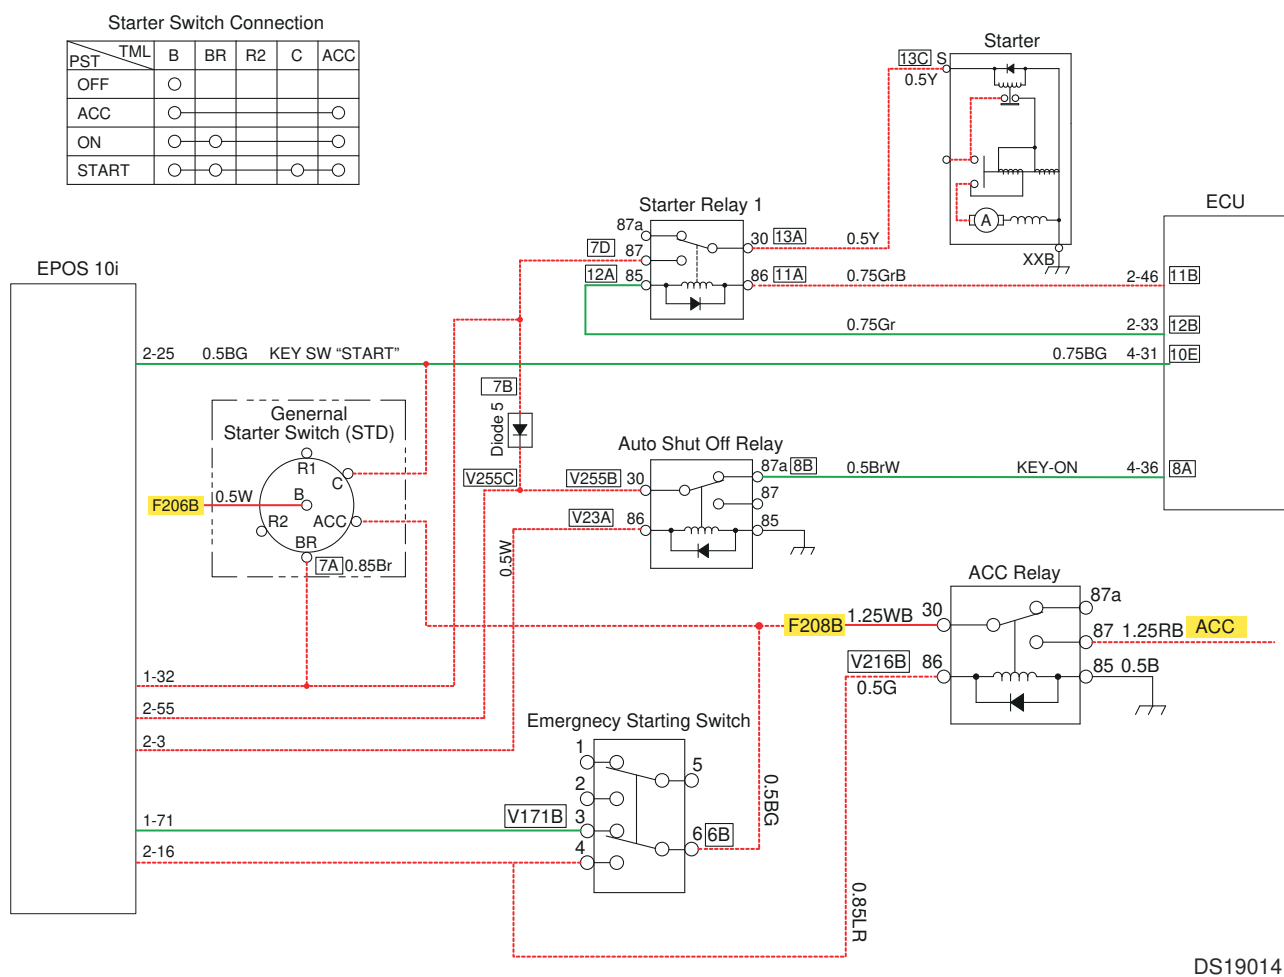 Starter Switch Connection
PST TML B BR R2 C ACC
OFF
ACC
ON
START
Starter
13C S
0.5Y
A
XXB
ECU
Starter Relay 1
87a
7D 87
12A 85
30 13A 0.5Y
86 11A 0.75GrB 2-46 11B
0.75Gr 2-33 12B
EPOS 10i
2-25 0.5BG KEY SW “START” 0.75BG 4-31 10E
7B
Diode 5
Genernal
Starter Switch (STD)
R1
C
B
F206B 0.5W
R2
ACC
BR
7A 0.85Br
Auto Shut Off Relay
V255C V255B 30
87a 8B 0.5BrW KEY-ON 4-36 8A
87
V23A 86
85
0.5W
ACC Relay
87a
F208B 1.25WB 30
87 1.25RB ACC
V216B 86
0.5G
85 0.5B
1-32
2-55
2-3
Emergnecy Starting Switch
1
5
2
V171B 3
6 6B
4
0.5BG
1-71
2-16
0.85LR
DS19014